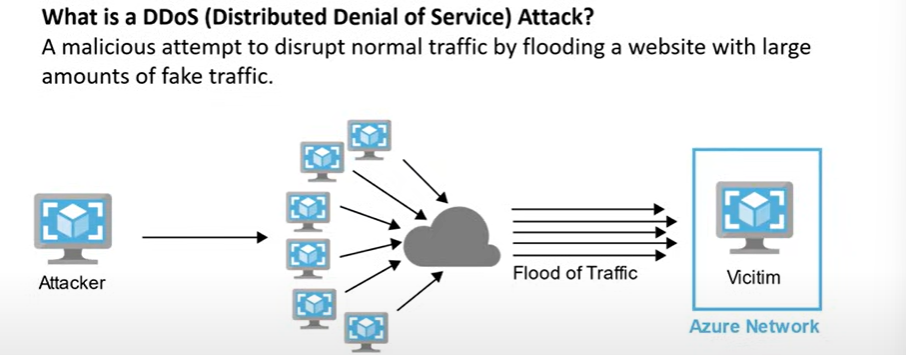 What is a DDoS (Distributed Denial of Service) Attack?
A malicious attempt to disrupt normal traffic by flooding a website with large
amounts of fake traffic.
Attacker
Flood of Traffic
Vicitim
Azure Network